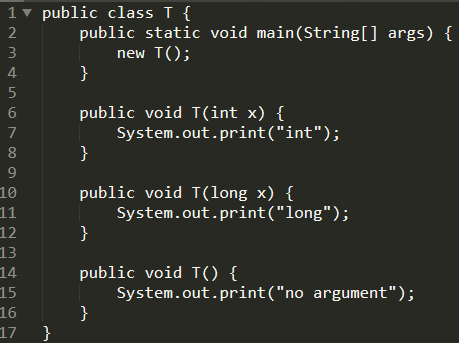 1 public class T {
2     public static void main(String[] args) {
3         new T();
4     }
5
6     public void T(int x) {
7         System.out.print("int");
8     }
9
10     public void T(long x) {
11         System.out.print("long");
12     }
13
14     public void T() {
15         System.out.print("no argument");
16     }
17 }